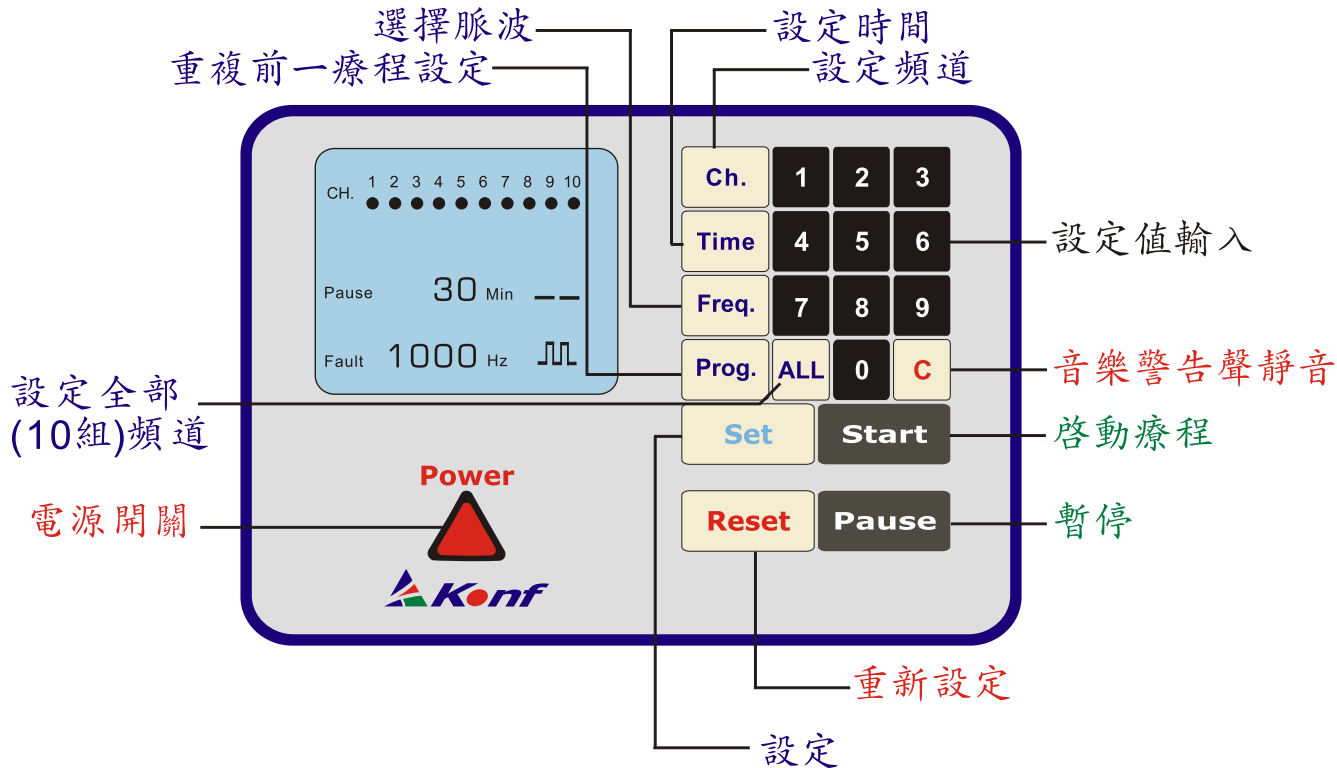 選擇脈波
設定時間
重複前一療程設定
設定頻道
CH. 1 2 3 4 5 6 7 8 9 10
Ch. 1 2 3
Time 4 5 6
設定值輸入
Pause 30 Min
Freq. 7 8 9
Fault 1000 Hz
Prog. ALL 0 C
音樂警告聲靜音
設定全部
(10組)頻道
Set Start
啓動療程
Power
電源開關
Reset Pause
暫停
Konf
重新設定
設定